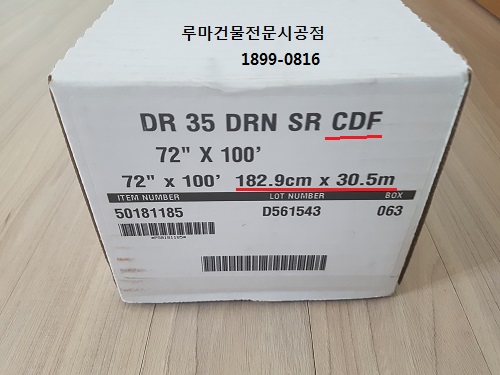 루마건물전문시공점
1899-0816
DR 35 DRN SR CDF
72" X 100'
72" x 100' 182.9cm x 30.5m
ITEM NUMBER LOT NUMBER BOX
50181185 D561543 063
*P50181185*